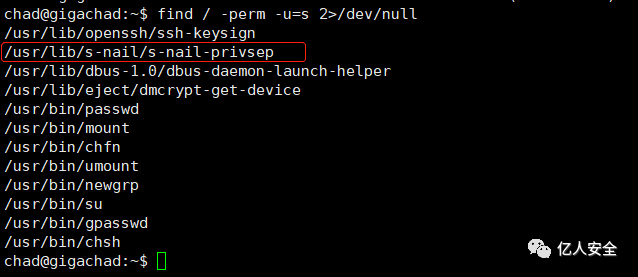 chad@gigachad:~$ find / -perm -u=s 2>/dev/null
/usr/lib/openssh/ssh-keysign
/usr/lib/s-nail/s-nail-privsep
/usr/lib/dbus-1.0/dbus-daemon-launch-helper
/usr/lib/eject/dmcrypt-get-device
/usr/bin/passwd
/usr/bin/mount
/usr/bin/chfn
/usr/bin/umount
/usr/bin/newgrp
/usr/bin/su
/usr/bin/gpasswd
/usr/bin/chsh
chad@gigachad:~$
亿人安全